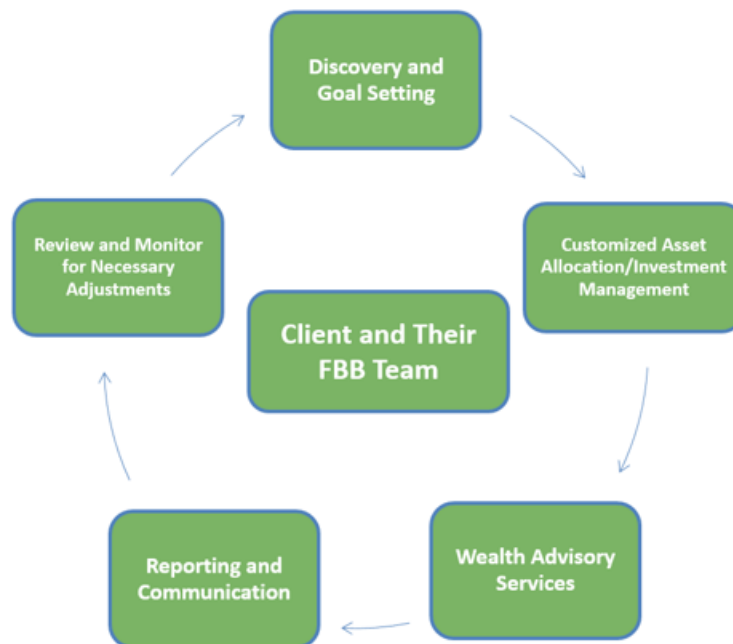 Discovery and
Goal Setting
Customized Asset
Allocation/Investment
Management
Wealth Advisory
Services
Reporting and
Communication
Review and Monitor
for Necessary
Adjustments
Client and Their
FBB Team